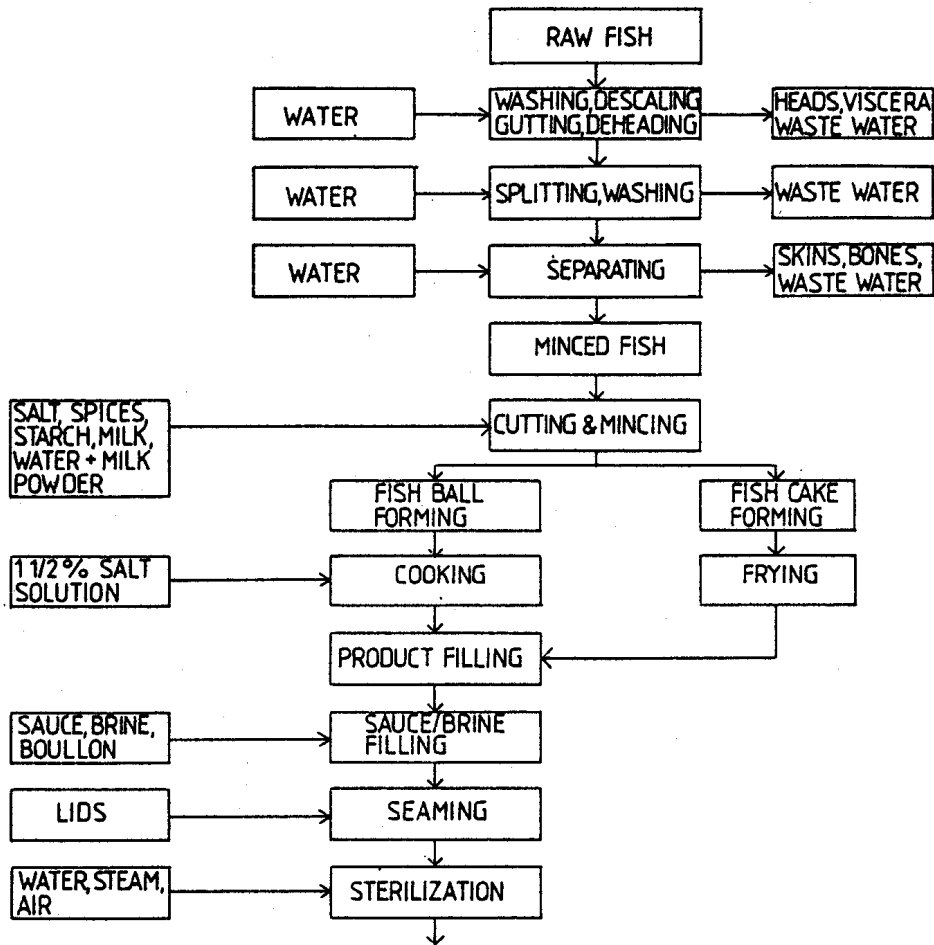 RAW FISH
WATER
WASHING, DESCALING
GUTTING, DEHEADING
HEADS, VISCERA
WASTE WATER
WATER
SPLITTING, WASHING
WASTE WATER
WATER
SEPARATING
SKINS, BONES,
WASTE WATER
MINCED FISH
SALT, SPICES,
STARCH, MILK,
WATER + MILK
POWDER
CUTTING & MINCING
FISH BALL
FORMING
FISH CAKE
FORMING
1 1/2% SALT
SOLUTION
COOKING
FRYING
PRODUCT FILLING
SAUCE, BRINE,
BOULLON
SAUCE/BRINE
FILLING
LIDS
SEAMING
WATER, STEAM,
AIR
STERILIZATION